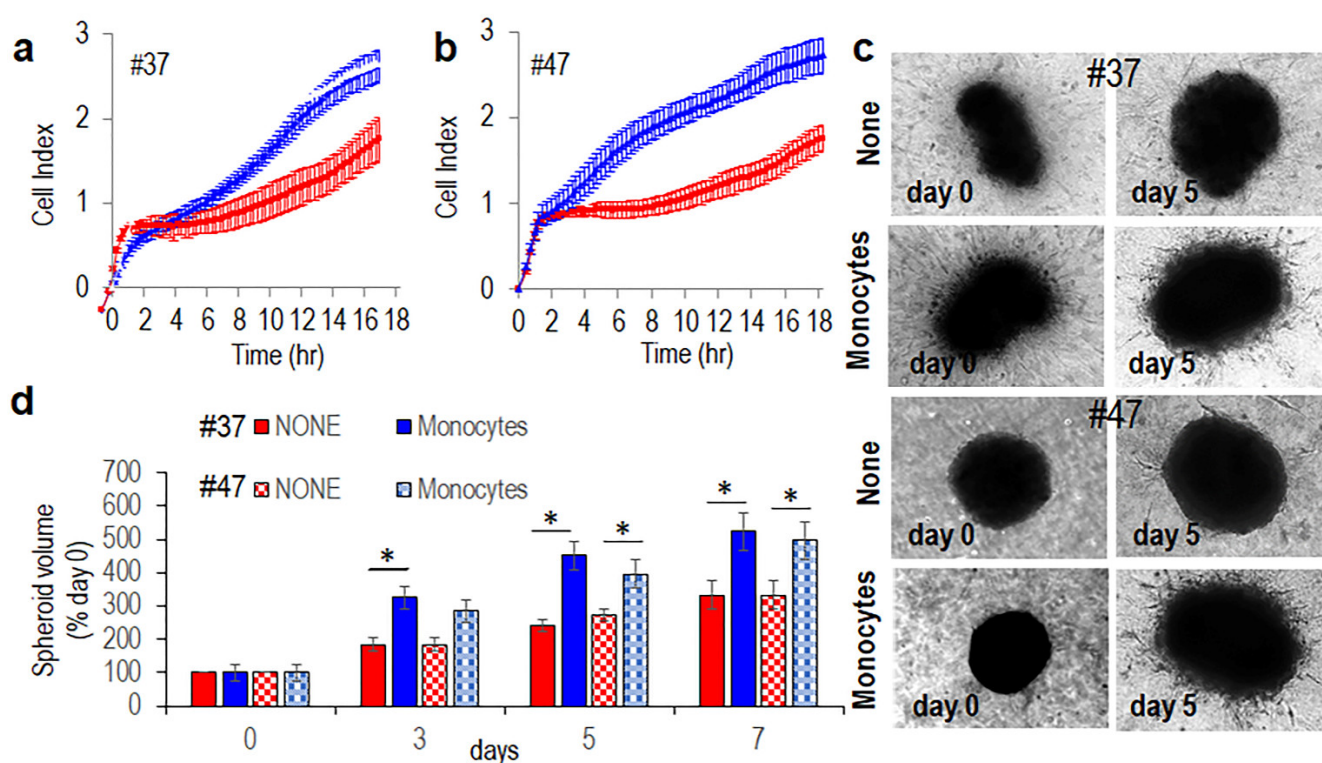 a
#37
Cell Index
3
2
1
0
0 2 4 6 8 10 12 14 16 18
Time (hr)
b
#47
Cell Index
3
2
1
0
0 2 4 6 8 10 12 14 16 18
Time (hr)
c
#37
None
day 0
day 5
Monocytes
day 0
day 5
#47
None
day 0
day 5
Monocytes
day 0
day 5
d
#37 NONE Monocytes
#47 NONE Monocytes
Spheroid volume
(% day 0)
700
600
500
400
300
200
100
0
* * * * *
0 3 5 7
days